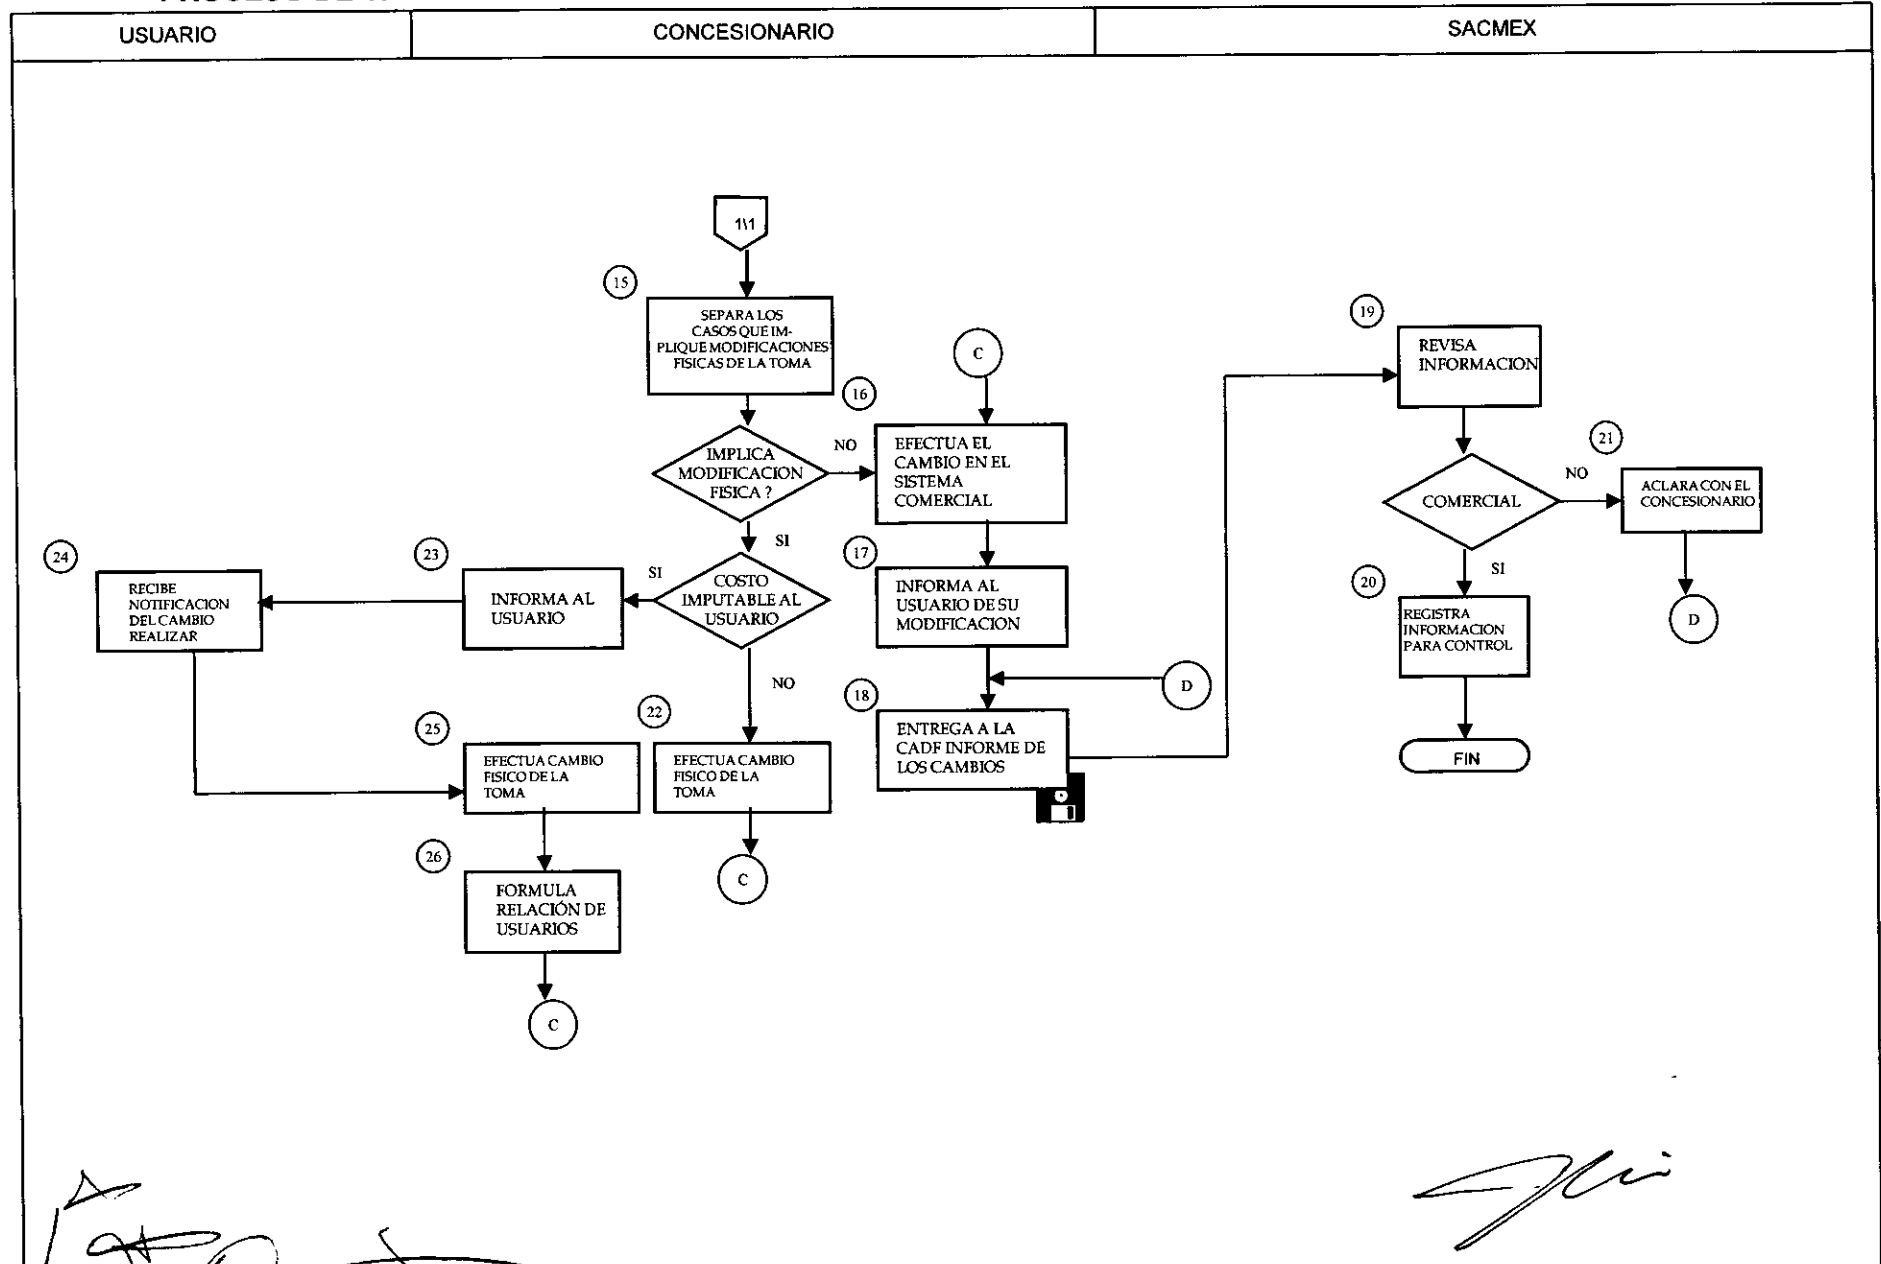 USUARIO
CONCESIONARIO
SACMEX
1\1
15
SEPARA LOS
CASOS QUE IM-
PLIQUE MODIFICACIONES
FISICAS DE LA TOMA
IMPLICA
MODIFICACION
FISICA ?
NO
SI
16
C
EFECTUA EL
CAMBIO EN EL
SISTEMA
COMERCIAL
17
INFORMA AL
USUARIO DE SU
MODIFICACION
D
18
ENTREGA A LA
CADF INFORME DE
LOS CAMBIOS
19
REVISA
INFORMACION
COMERCIAL
NO
SI
21
ACLARA CON EL
CONCESIONARIO
D
20
REGISTRA
INFORMACION
PARA CONTROL
FIN
COSTO
IMPUTABLE AL
USUARIO
SI
NO
23
INFORMA AL
USUARIO
24
RECIBE
NOTIFICACION
DEL CAMBIO
REALIZAR
22
EFECTUA CAMBIO
FISICO DE LA
TOMA
C
25
EFECTUA CAMBIO
FISICO DE LA
TOMA
26
FORMULA
RELACIÓN DE
USUARIOS
C